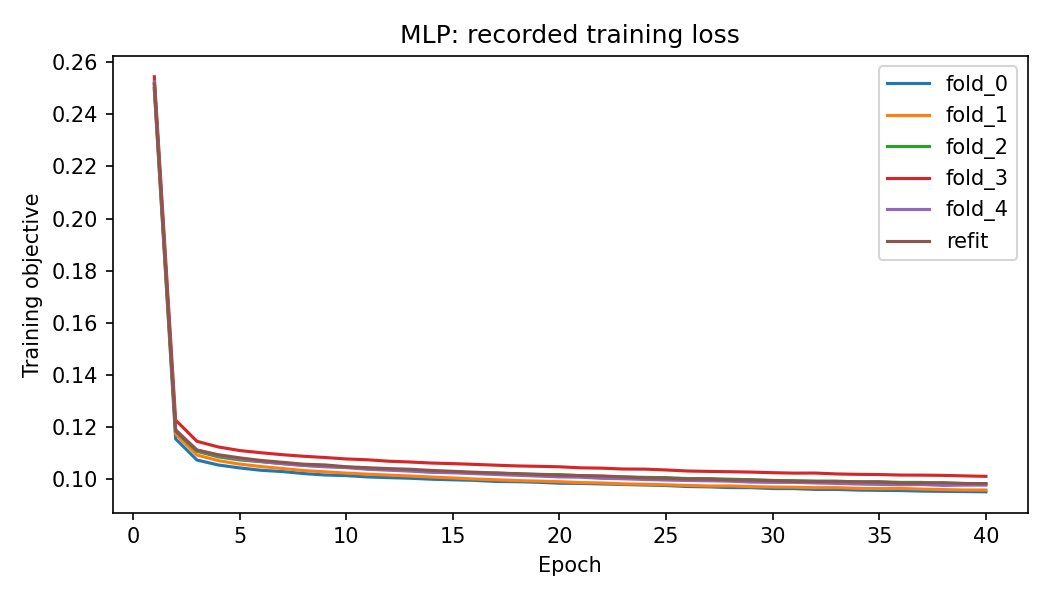 MLP: recorded training loss
Training objective
0.26
0.24
0.22
0.20
0.18
0.16
0.14
0.12
0.10
fold_0
fold_1
fold_2
fold_3
fold_4
refit
0 5 10 15 20 25 30 35 40
Epoch